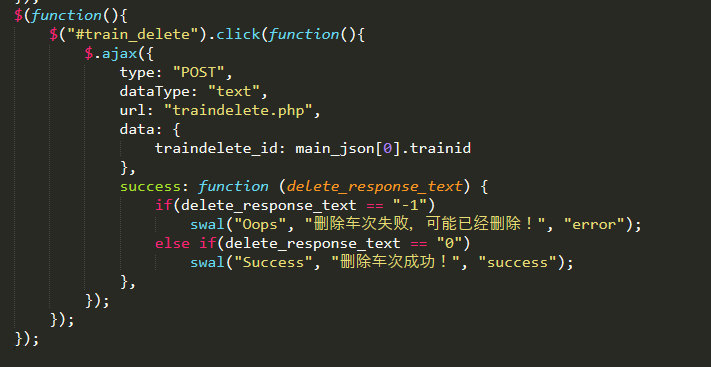 });
$(function(){
    $("#train_delete").click(function(){
        $.ajax({
            type: "POST",
            dataType: "text",
            url: "traindelete.php",
            data: {
                traindelete_id: main_json[0].trainid
            },
            success: function (delete_response_text) {
                if(delete_response_text == "-1")
                    swal("Oops", "删除车次失败, 可能已经删除！", "error");
                else if(delete_response_text == "0")
                    swal("Success", "删除车次成功！", "success");
            },
        });
    });
});